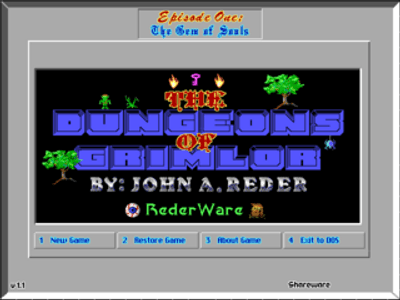 Episode One:
The Gem of Souls
THE
DUNGEONS
OF
GRIMLOR
BY: JOHN A. REDER
RederWare
1 New Game 2 Restore Game 3 About Game 4 Exit to DOS
v 1.1 Shareware